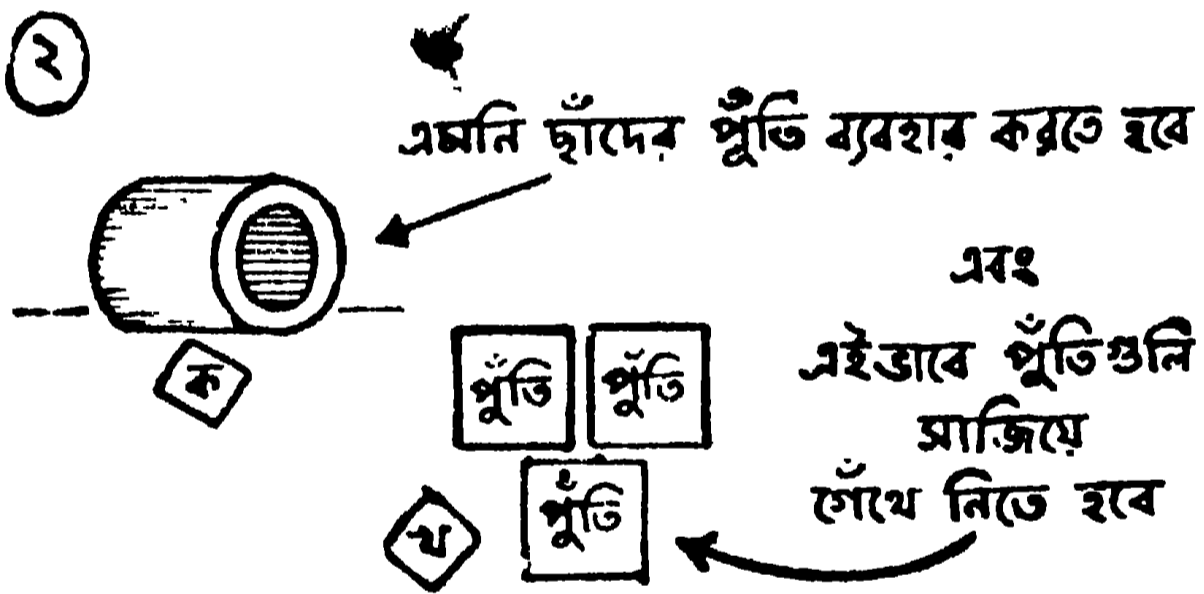 ২
এমনি ছাঁদের পুঁতি ব্যবহার করতে হবে
এবং
এইভাবে পুঁতিগুলি
সাজিয়ে
গেঁথে নিতে হবে
ক
পুঁতি পুঁতি
পুঁতি
খ